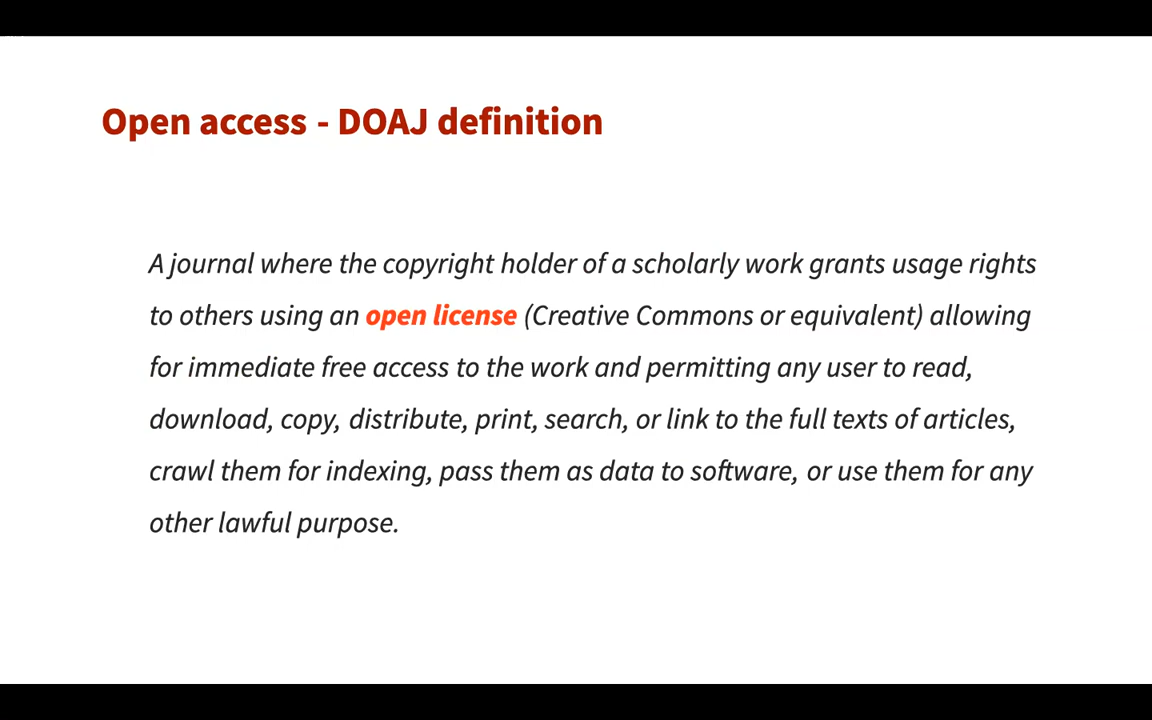 Open access - DOAJ definition
A journal where the copyright holder of a scholarly work grants usage rights
to others using an open license (Creative Commons or equivalent) allowing
for immediate free access to the work and permitting any user to read,
download, copy, distribute, print, search, or link to the full texts of articles,
crawl them for indexing, pass them as data to software, or use them for any
other lawful purpose.